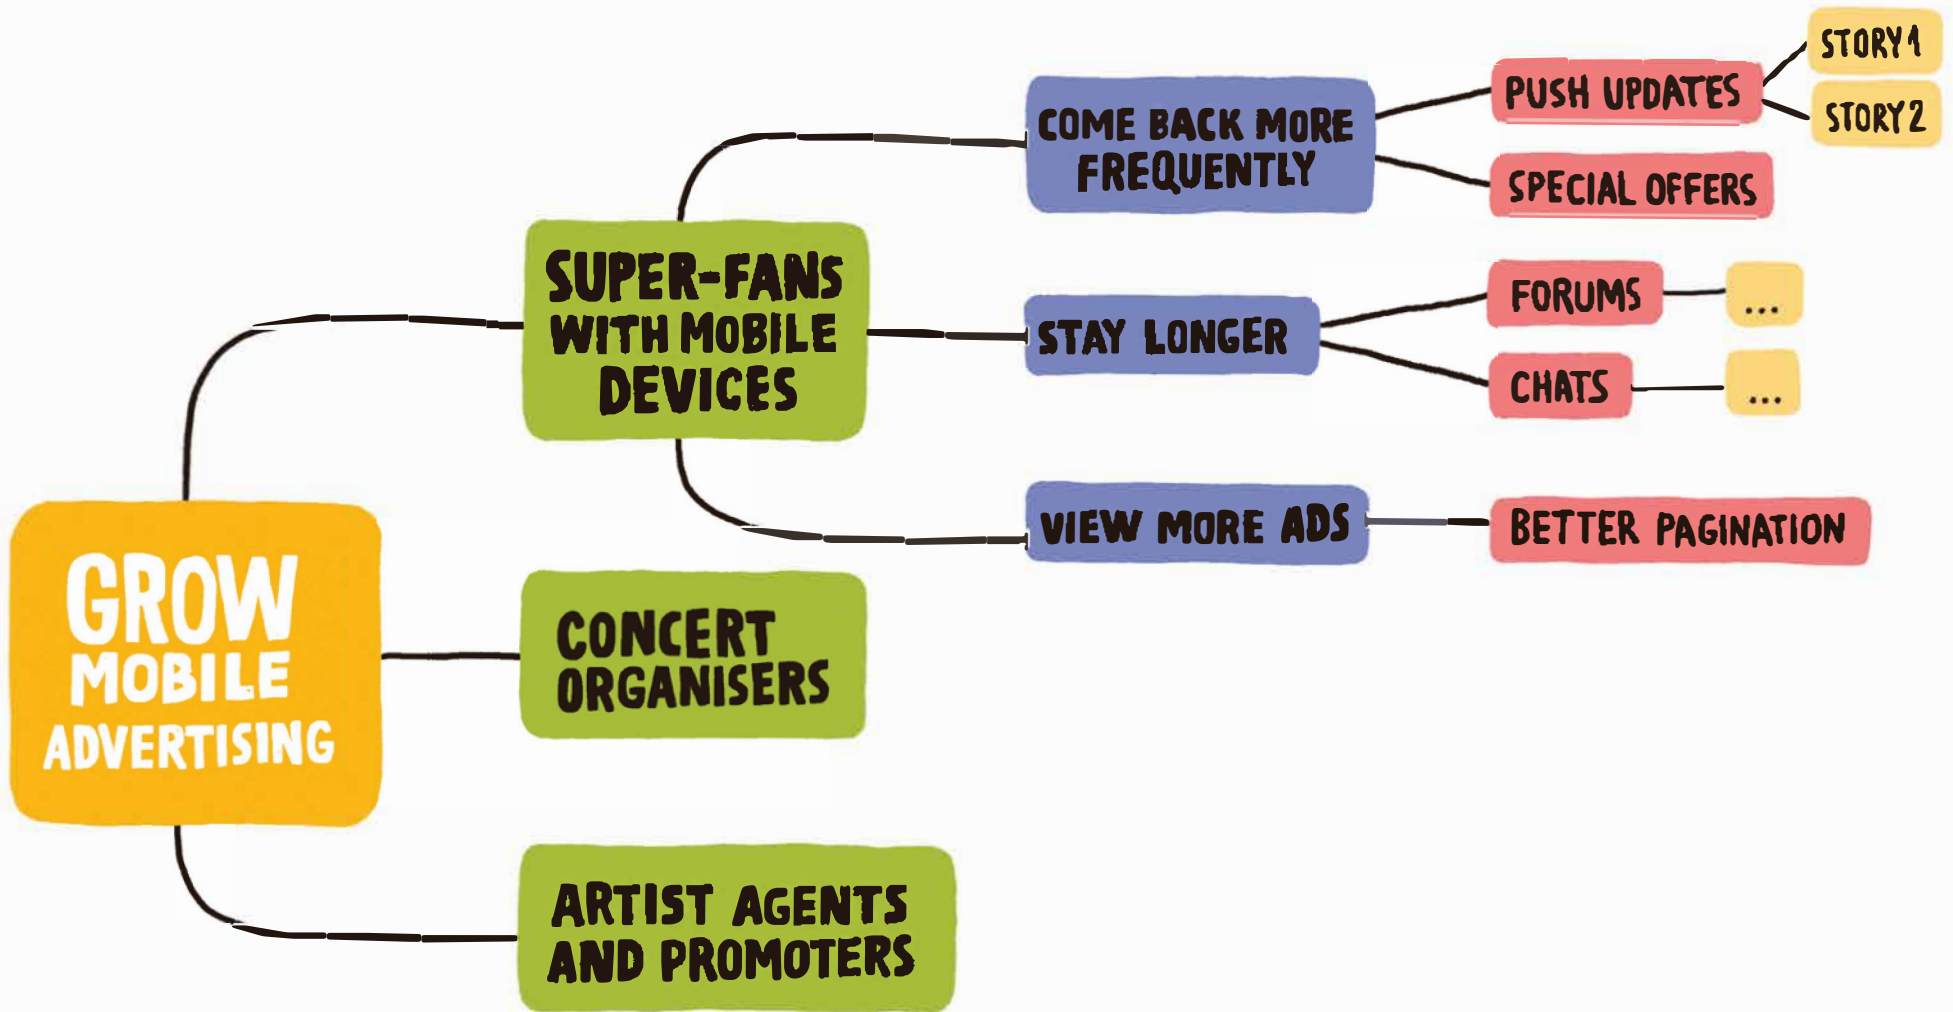 GROW
MOBILE
ADVERTISING
SUPER-FANS
WITH MOBILE
DEVICES
COME BACK MORE
FREQUENTLY
PUSH UPDATES
STORY 1
STORY 2
SPECIAL OFFERS
STAY LONGER
FORUMS
...
CHATS
...
VIEW MORE ADS
BETTER PAGINATION
CONCERT
ORGANISERS
ARTIST AGENTS
AND PROMOTERS